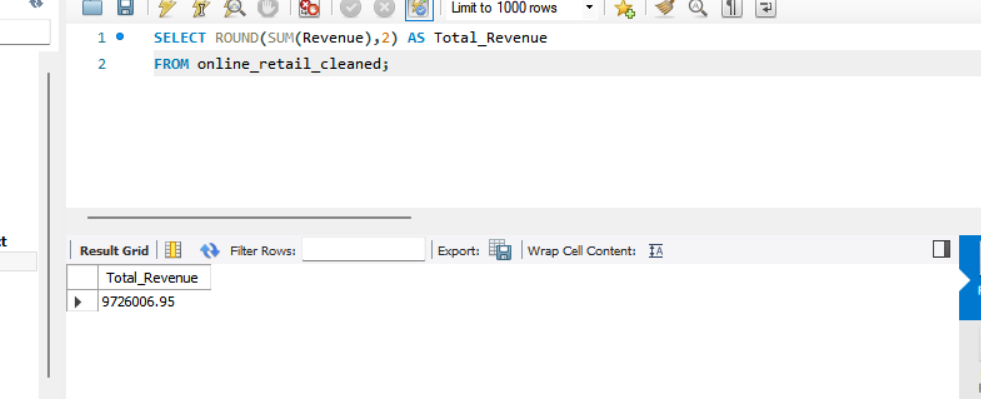 Limit to 1000 rows
1 SELECT ROUND(SUM(Revenue),2) AS Total_Revenue
2 FROM online_retail_cleaned;
Result Grid Filter Rows: Export: Wrap Cell Content:
Total_Revenue
9726006.95